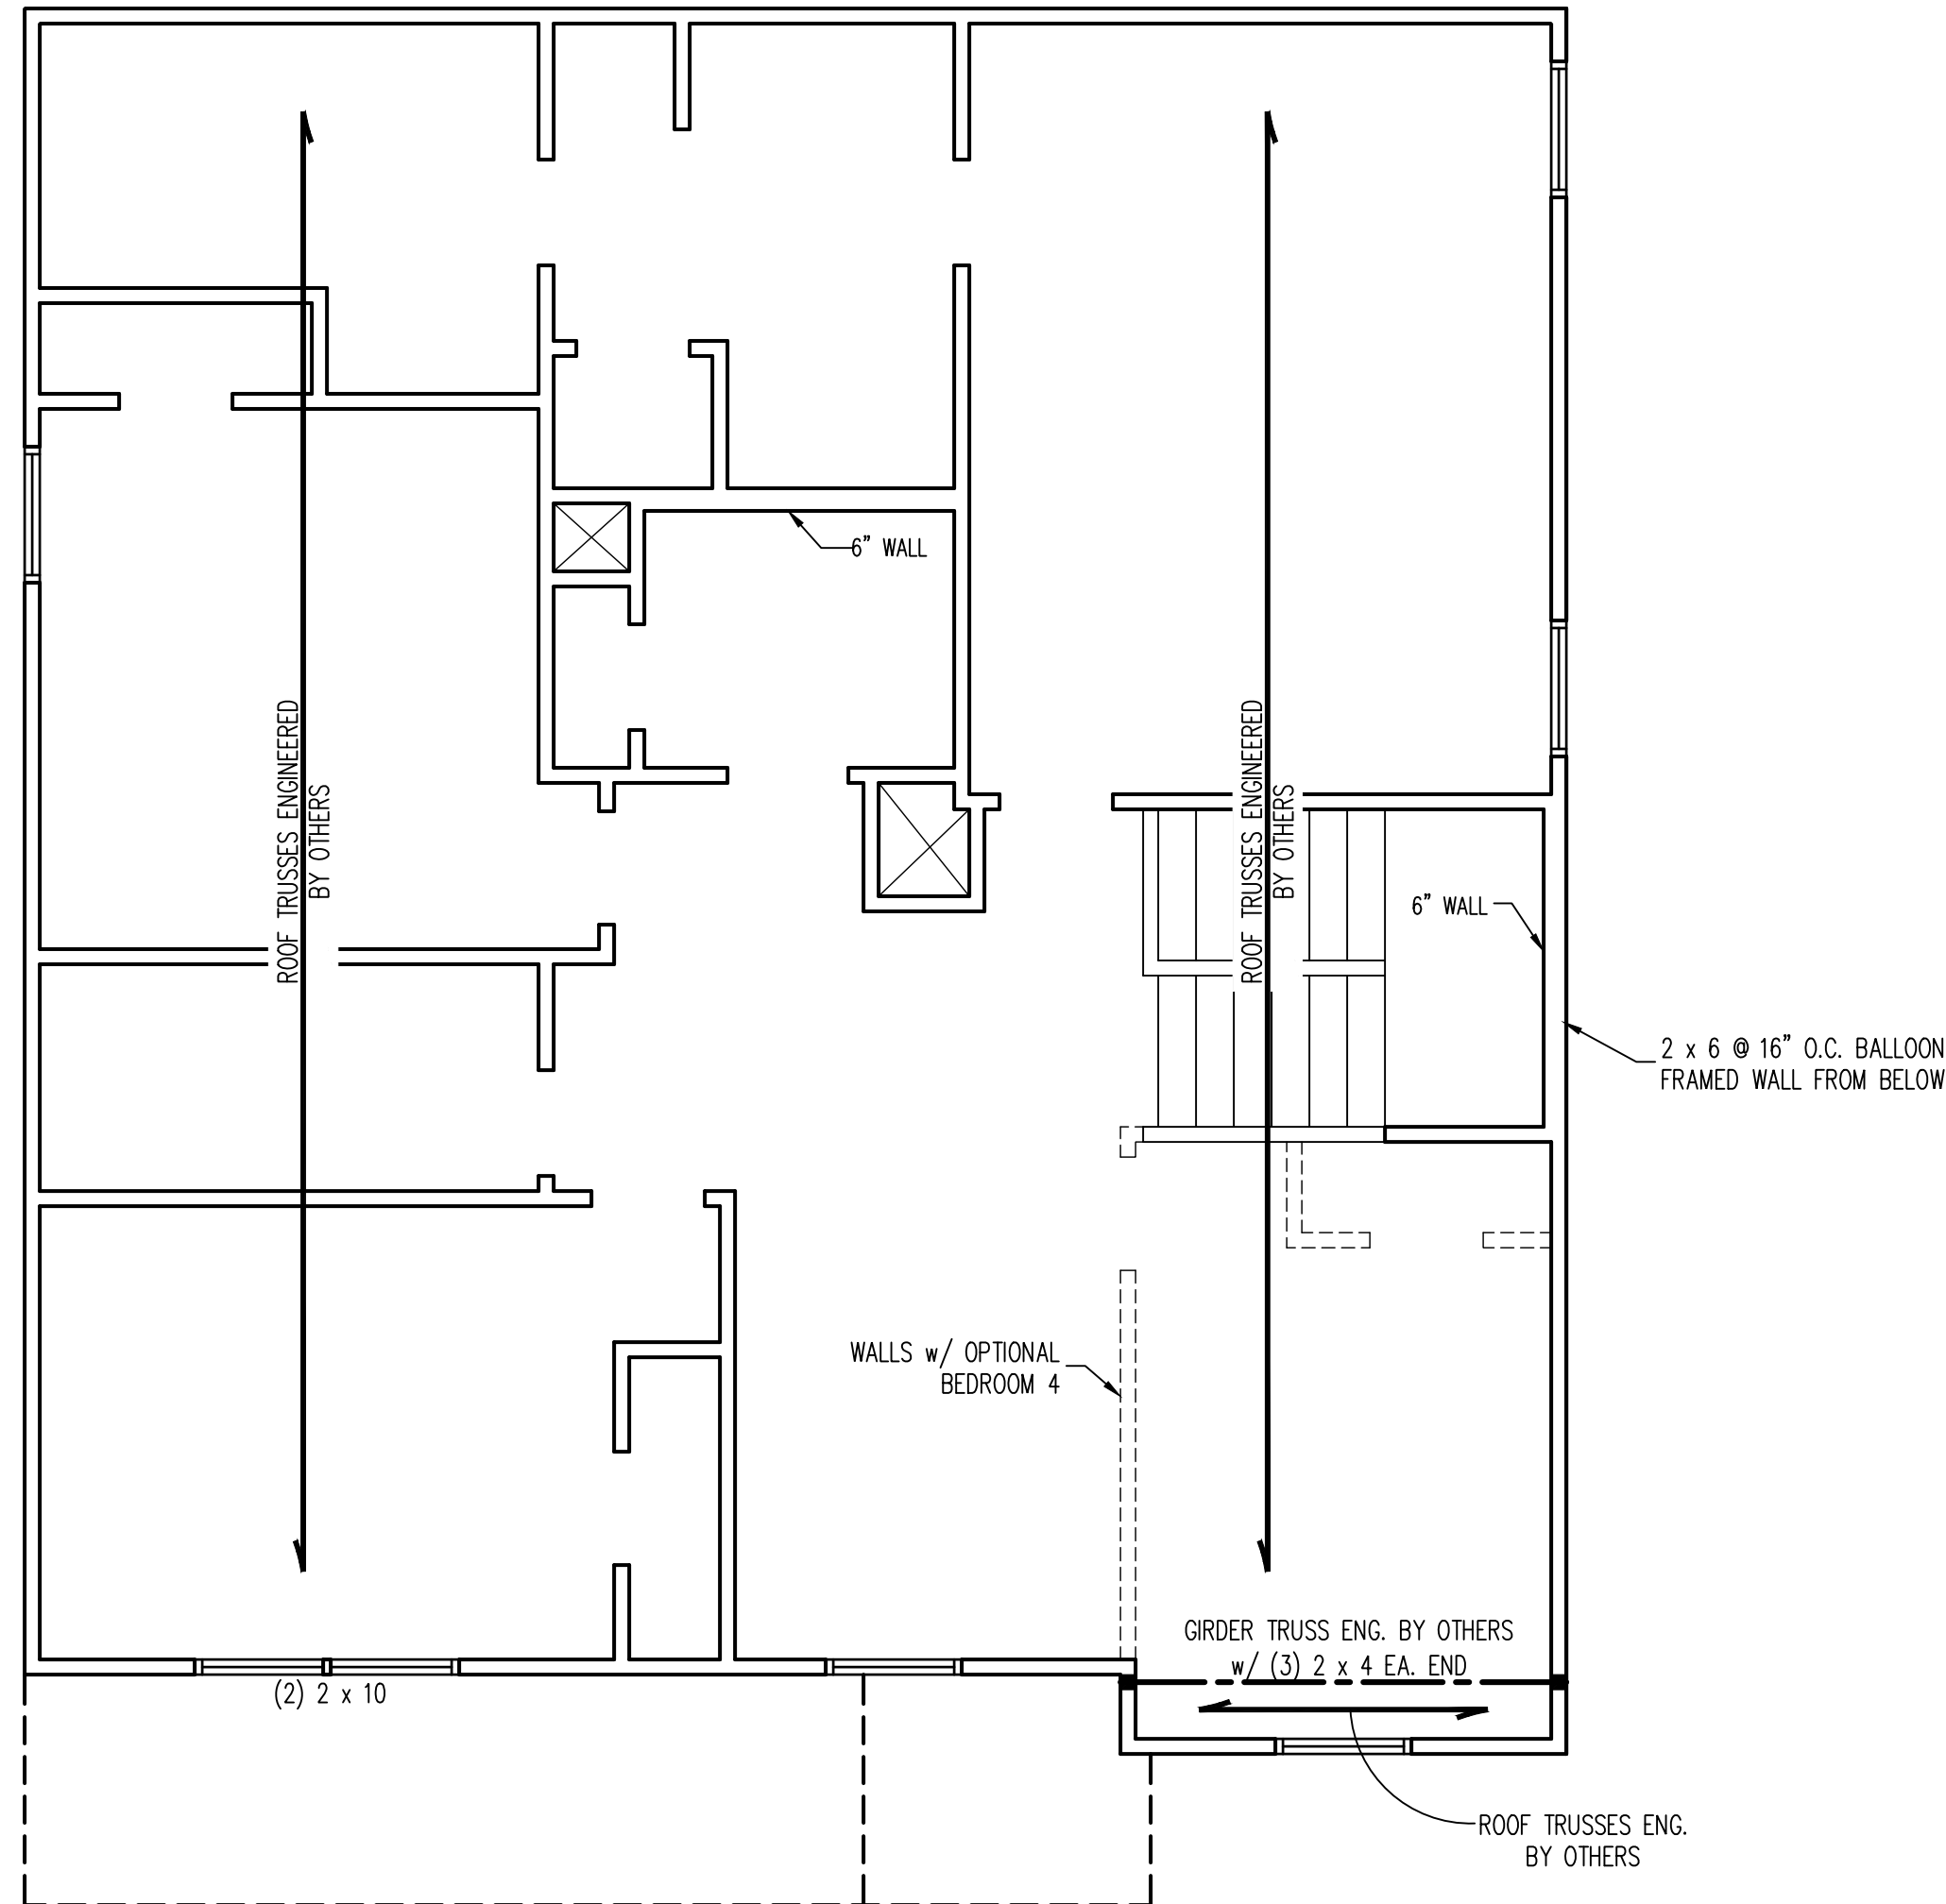 6” WALL
ROOF TRUSSES ENGINEERED
BY OTHERS
ROOF TRUSSES ENGINEERED
BY OTHERS
6” WALL
2 x 6 @ 16” O.C. BALLOON
FRAMED WALL FROM BELOW
WALLS w/ OPTIONAL
BEDROOM 4
GIRDER TRUSS ENG. BY OTHERS
w/ (3) 2 x 4 EA. END
(2) 2 x 10
ROOF TRUSSES ENG.
BY OTHERS